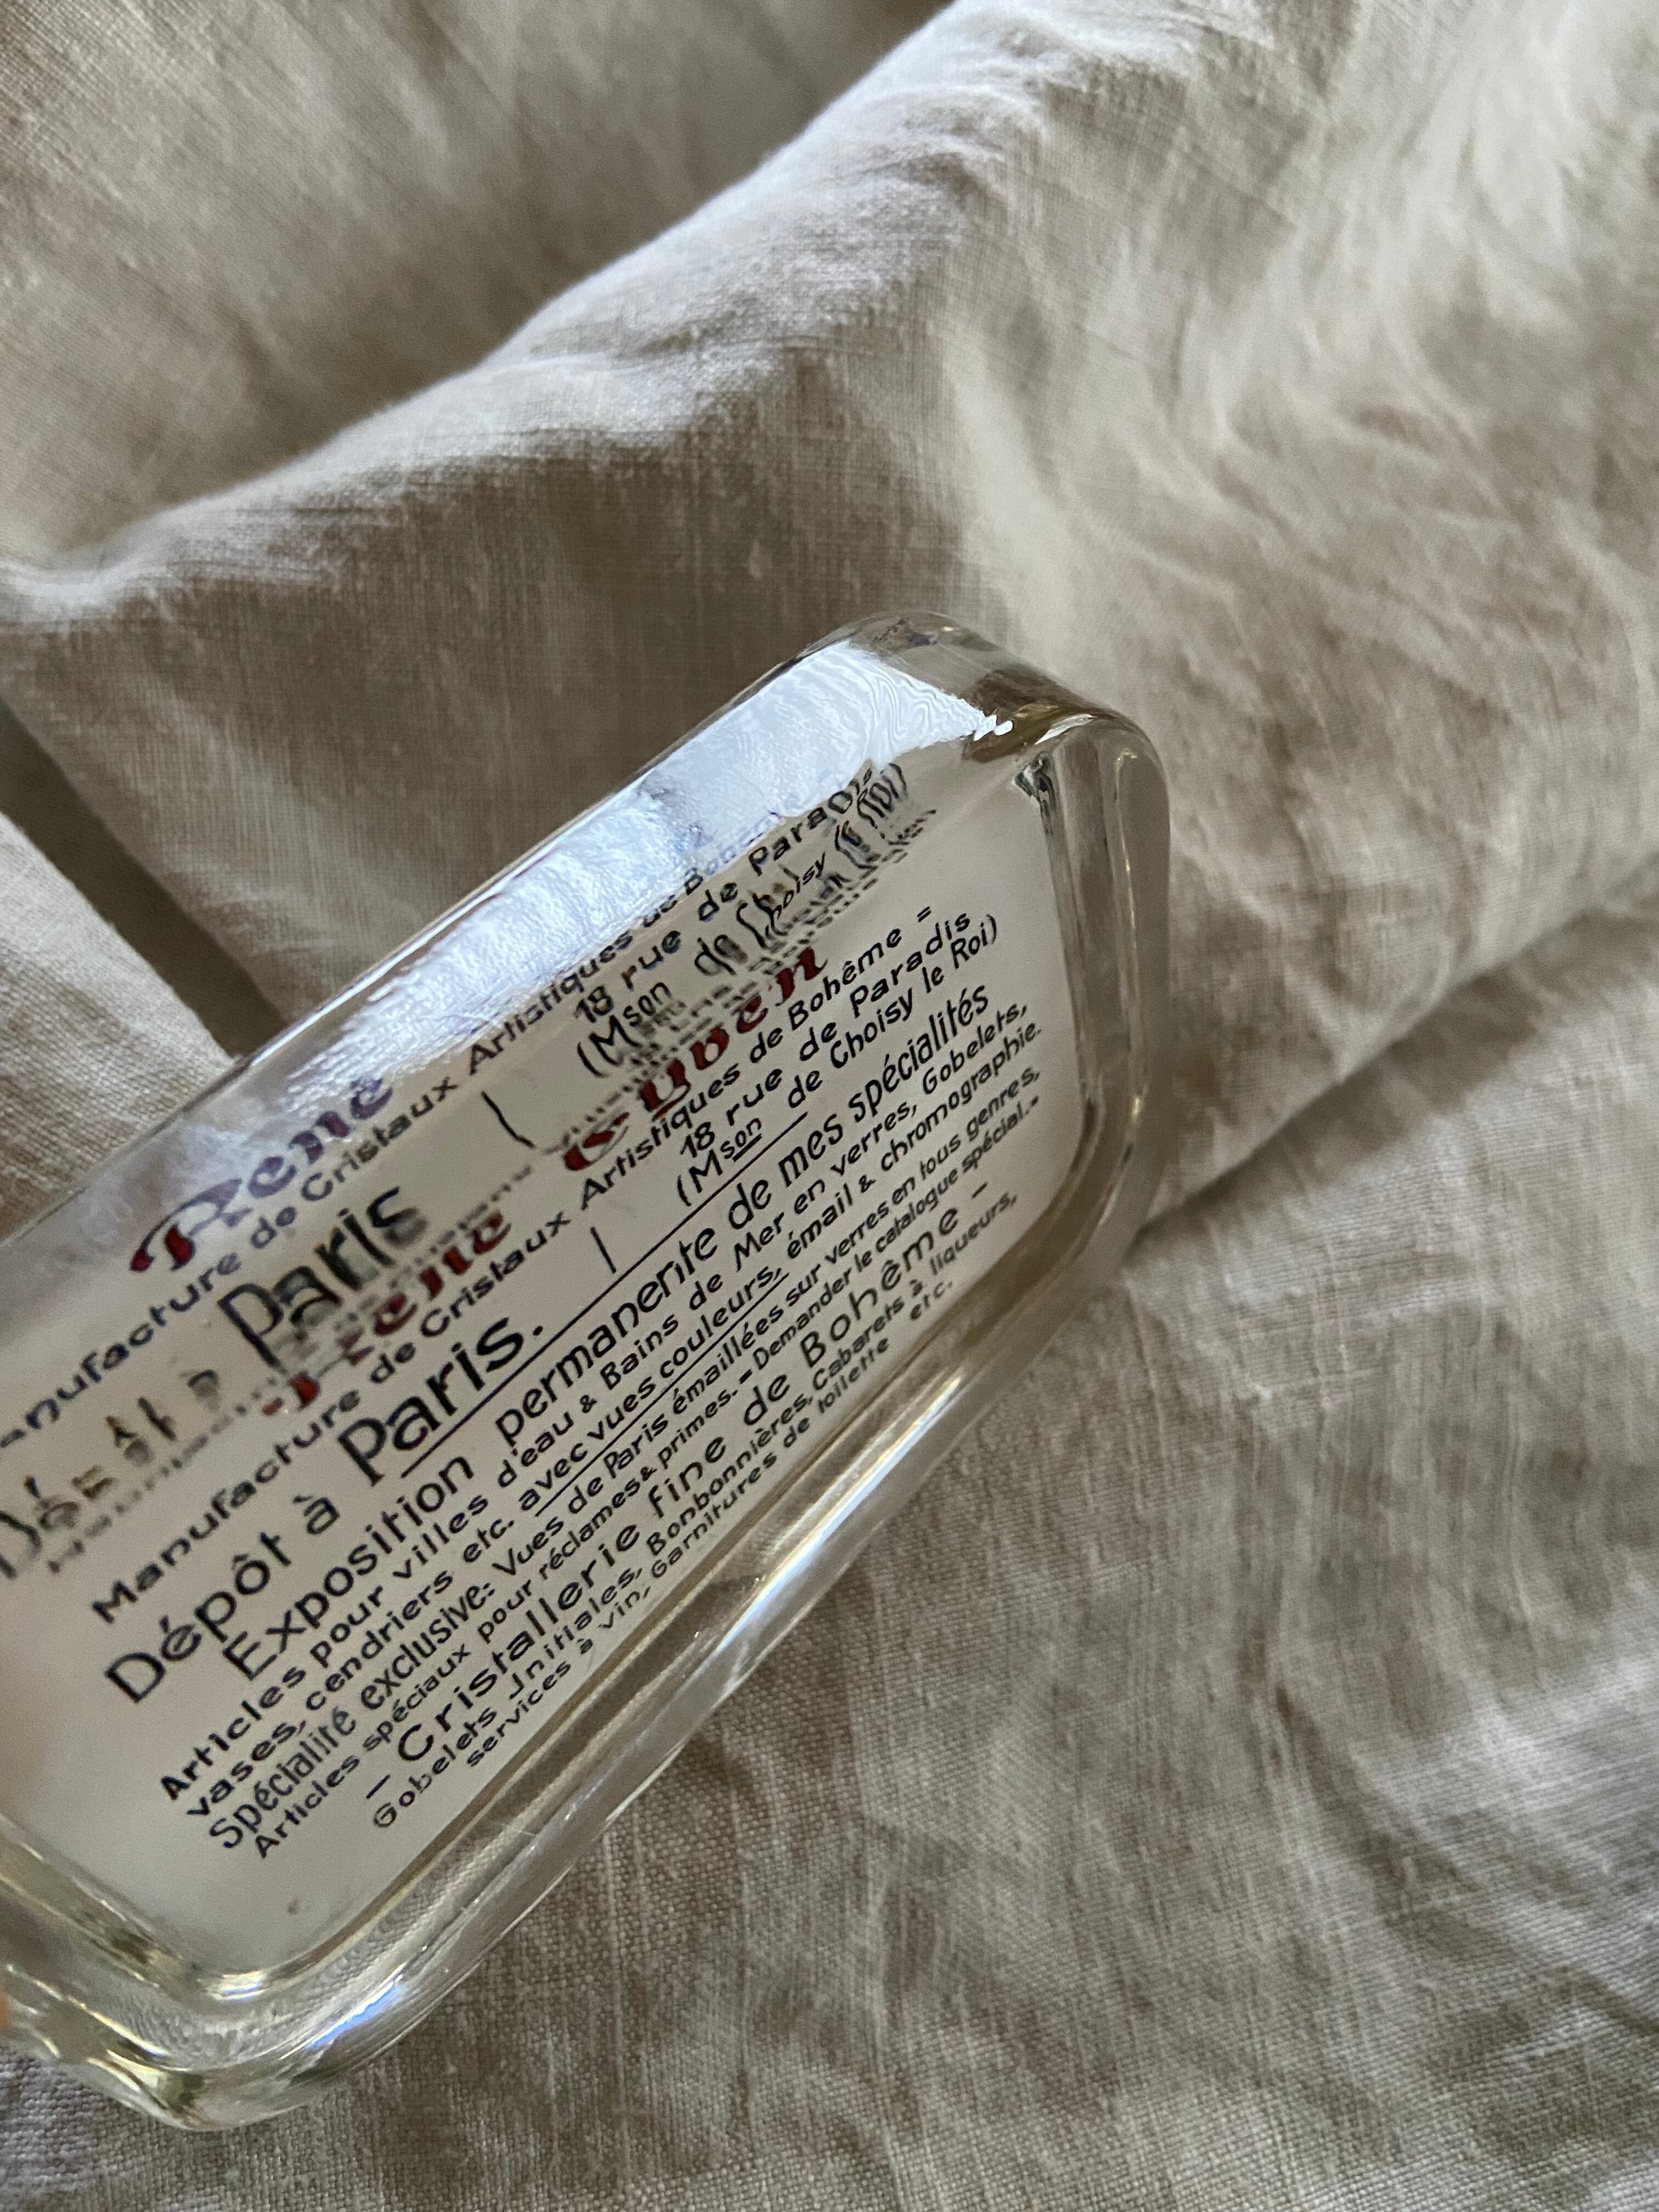 René Eyben
Manufacture de Cristaux Artistiques de Bohême =
Dépôt à Paris. | 18 rue de Paradis
(Mson de Choisy le Roi)
Exposition permanente de mes spécialités
Articles pour villes d'eau & Bains de Mer en verres, Gobelets,
vases, cendriers etc. avec vues couleurs, émail & chromographie.
Spécialité exclusive: Vues de Paris émaillées sur verres en tous genres,
Articles spéciaux pour réclames & primes. = Demander le catalogue spécial. =
— Cristallerie fine de Bohême —
Gobelets Jnitiales, Bonbonnières, Cabarets à liqueurs,
services à vin, Garnitures de toilette etc.